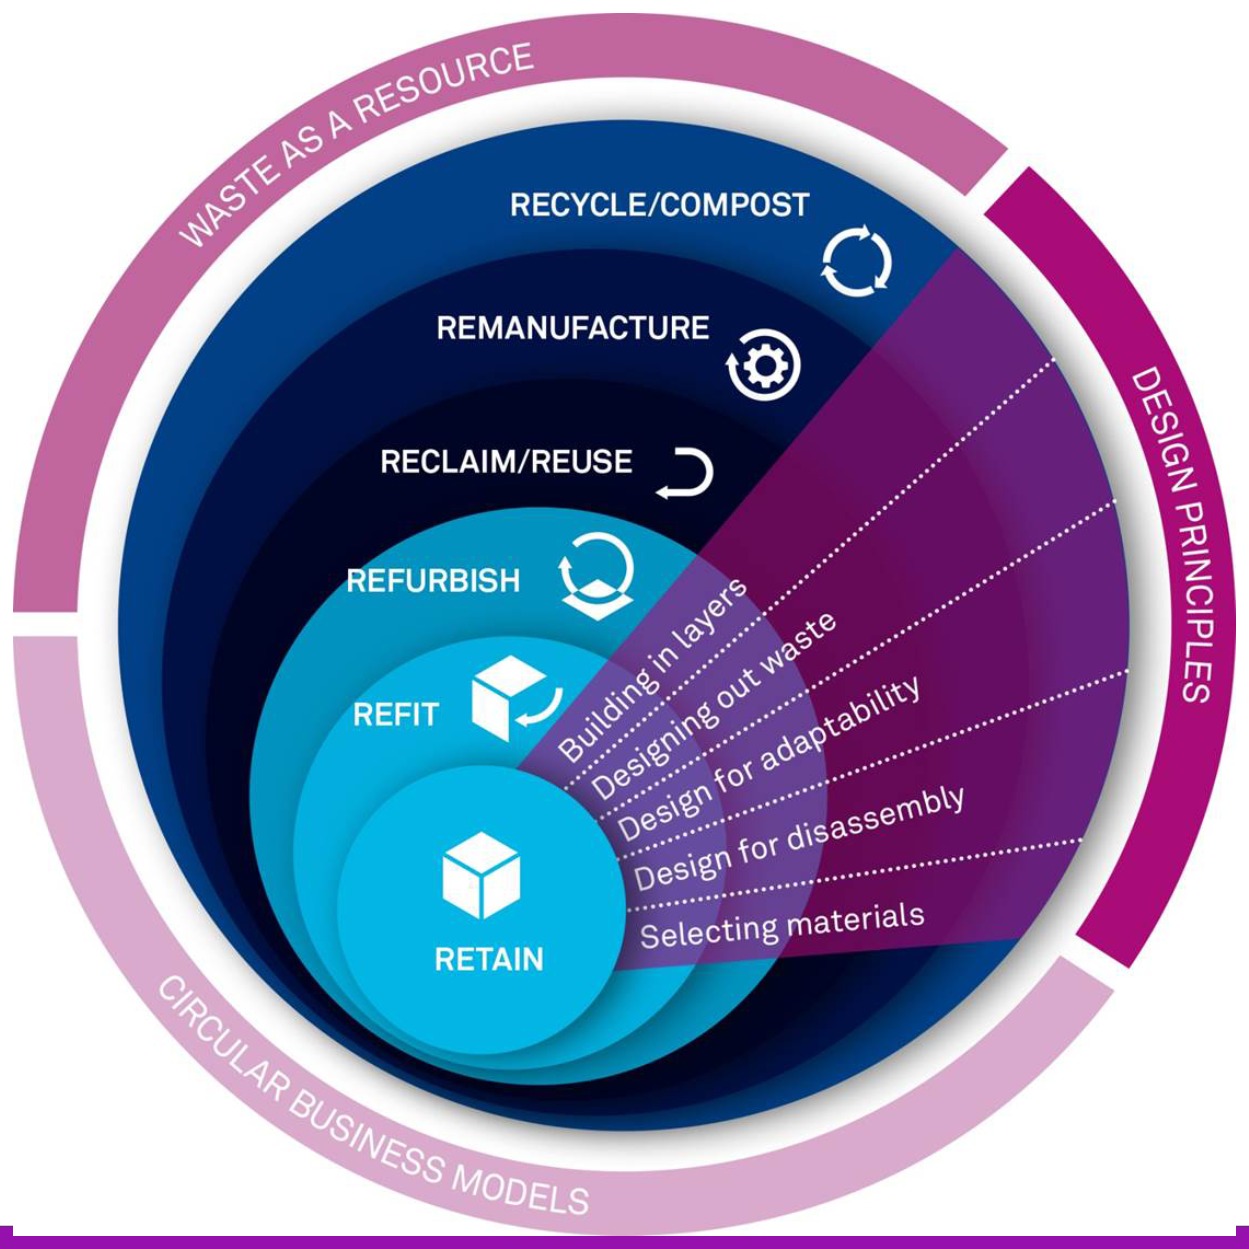 WASTE AS A RESOURCE
RECYCLE/COMPOST
REMANUFACTURE
RECLAIM/REUSE
REFURBISH
REFIT
RETAIN
Building in layers
Designing out waste
Design for adaptability
Design for disassembly
Selecting materials
DESIGN PRINCIPLES
CIRCULAR BUSINESS MODELS